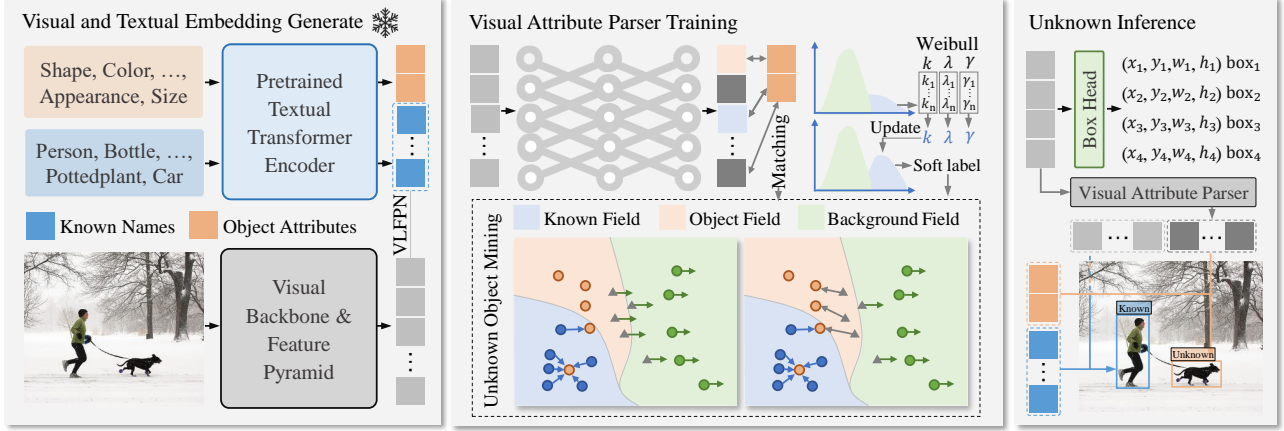 Visual and Textual Embedding Generate
Shape, Color, …,
Appearance, Size
Person, Bottle, …,
Pottedplant, Car
Pretrained
Textual
Transformer
Encoder
Known Names
Object Attributes
VLFPN
Visual
Backbone &
Feature
Pyramid
Visual Attribute Parser Training
Matching
Weibull
k λ γ
k₁ λ₁ γ₁
kₙ λₙ γₙ
Update
k λ γ
Soft label
Unknown Object Mining
Known Field
Object Field
Background Field
Unknown Inference
Box Head
(x₁, y₁,w₁, h₁) box₁
(x₂, y₂,w₂, h₂) box₂
(x₃, y₃,w₃, h₃) box₃
(x₄, y₄,w₄, h₄) box₄
Visual Attribute Parser
Known
Unknown